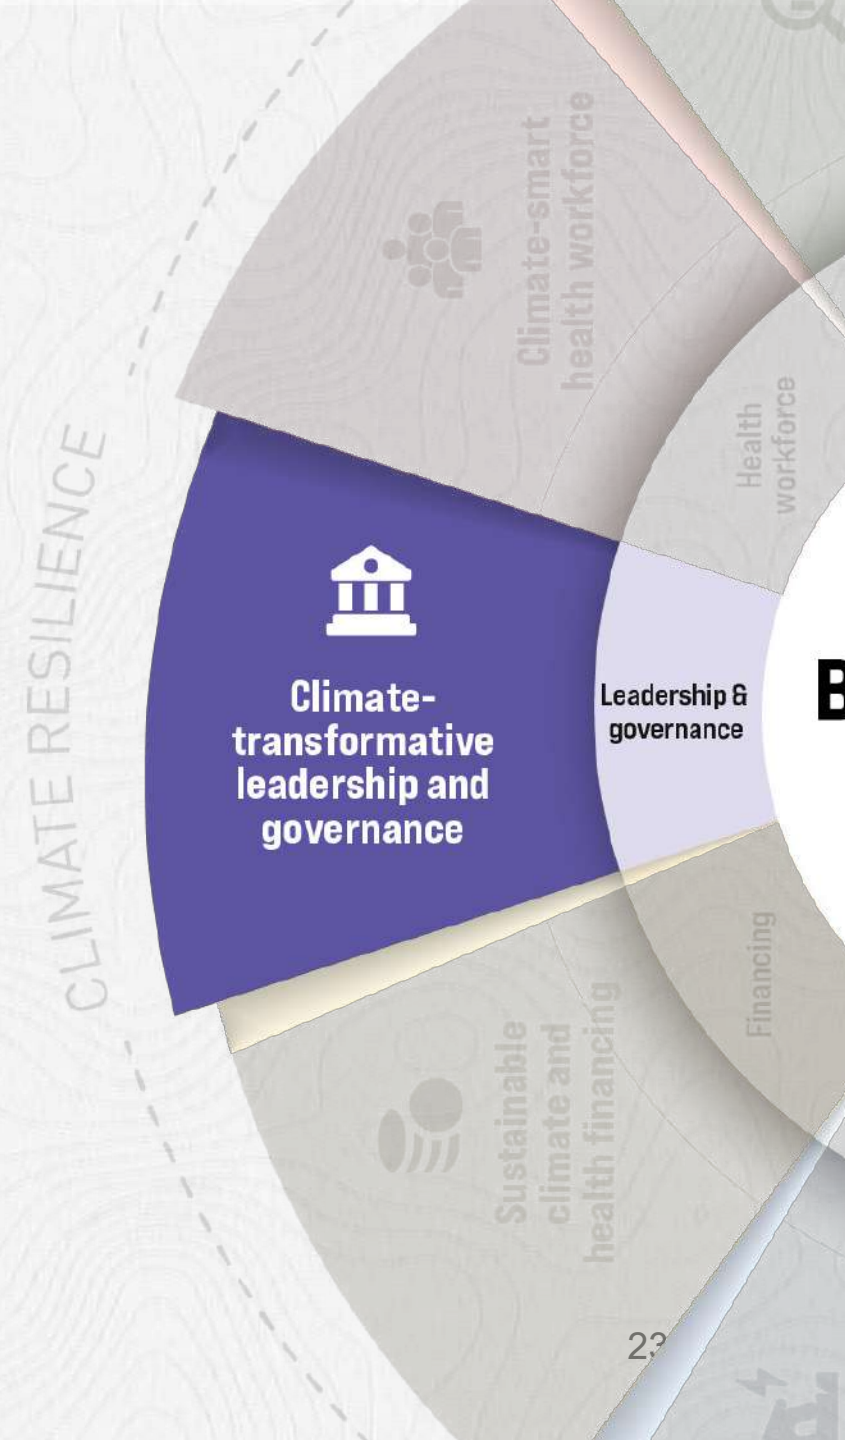 Climate-smart
health workforce
Health
workforce
CLIMATE RESILIENCE
Climate-
transformative
leadership and
governance
Leadership &
governance
B
Financing
Sustainable
climate and
health financing
23